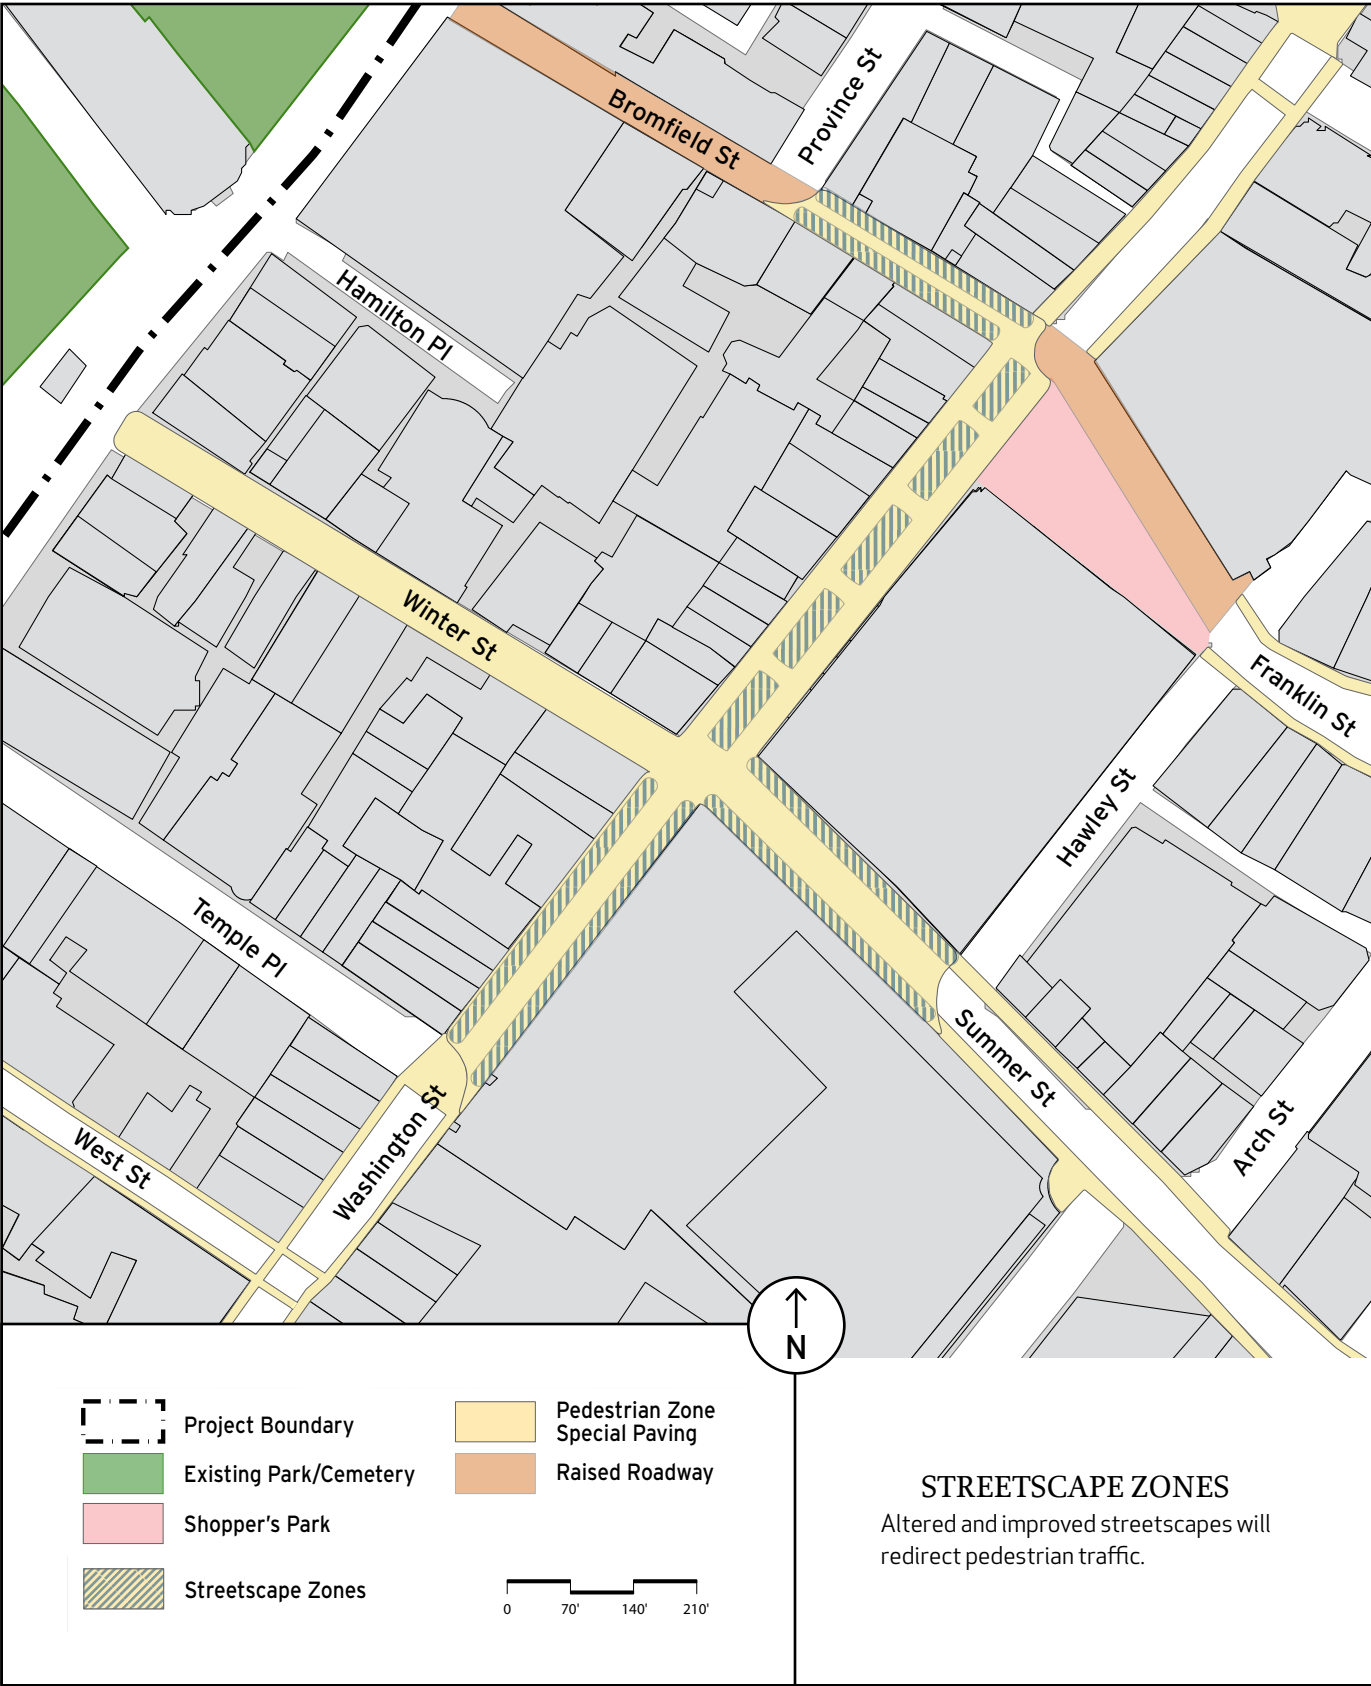 Bromfield St
Province St
Hamilton Pl
Winter St
Franklin St
Hawley St
Temple Pl
Summer St
Washington St
Arch St
West St
N
Project Boundary
Existing Park/Cemetery
Shopper's Park
Streetscape Zones
Pedestrian Zone
Special Paving
Raised Roadway
0 70' 140' 210'
STREETSCAPE ZONES
Altered and improved streetscapes will
redirect pedestrian traffic.